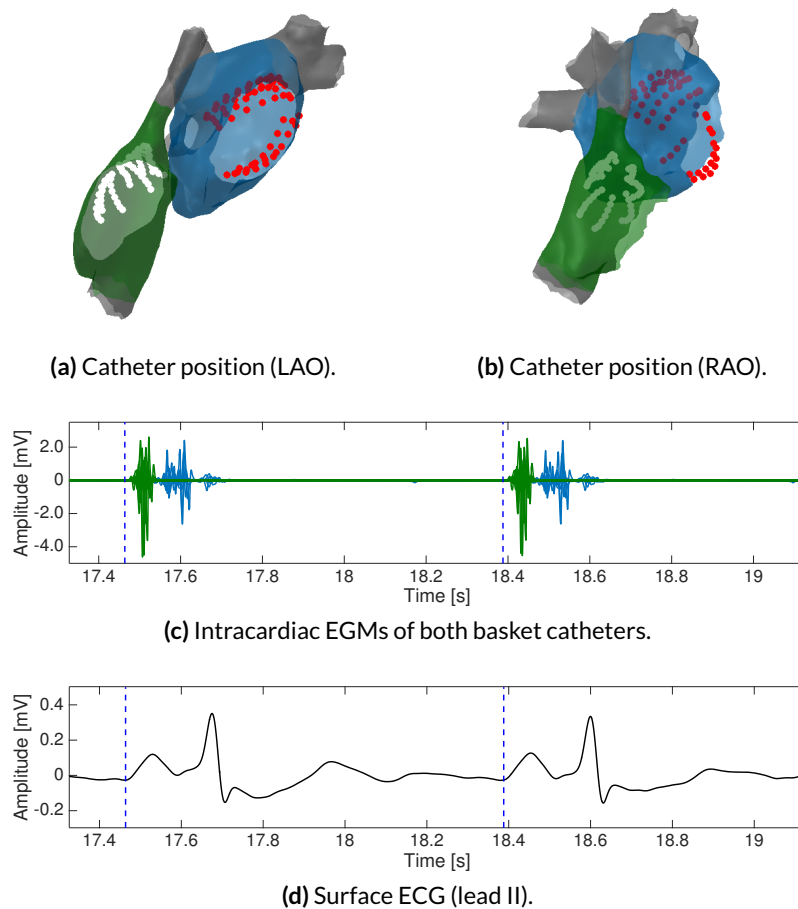 (a) Catheter position (LAO).
(b) Catheter position (RAO).
Amplitude [mV]
2.0
0
-2.0
-4.0
17.4 17.6 17.8 18 18.2 18.4 18.6 18.8 19
Time [s]
(c) Intracardiac EGMs of both basket catheters.
Amplitude [mV]
0.4
0.2
0
-0.2
17.4 17.6 17.8 18 18.2 18.4 18.6 18.8 19
Time [s]
(d) Surface ECG (lead II).